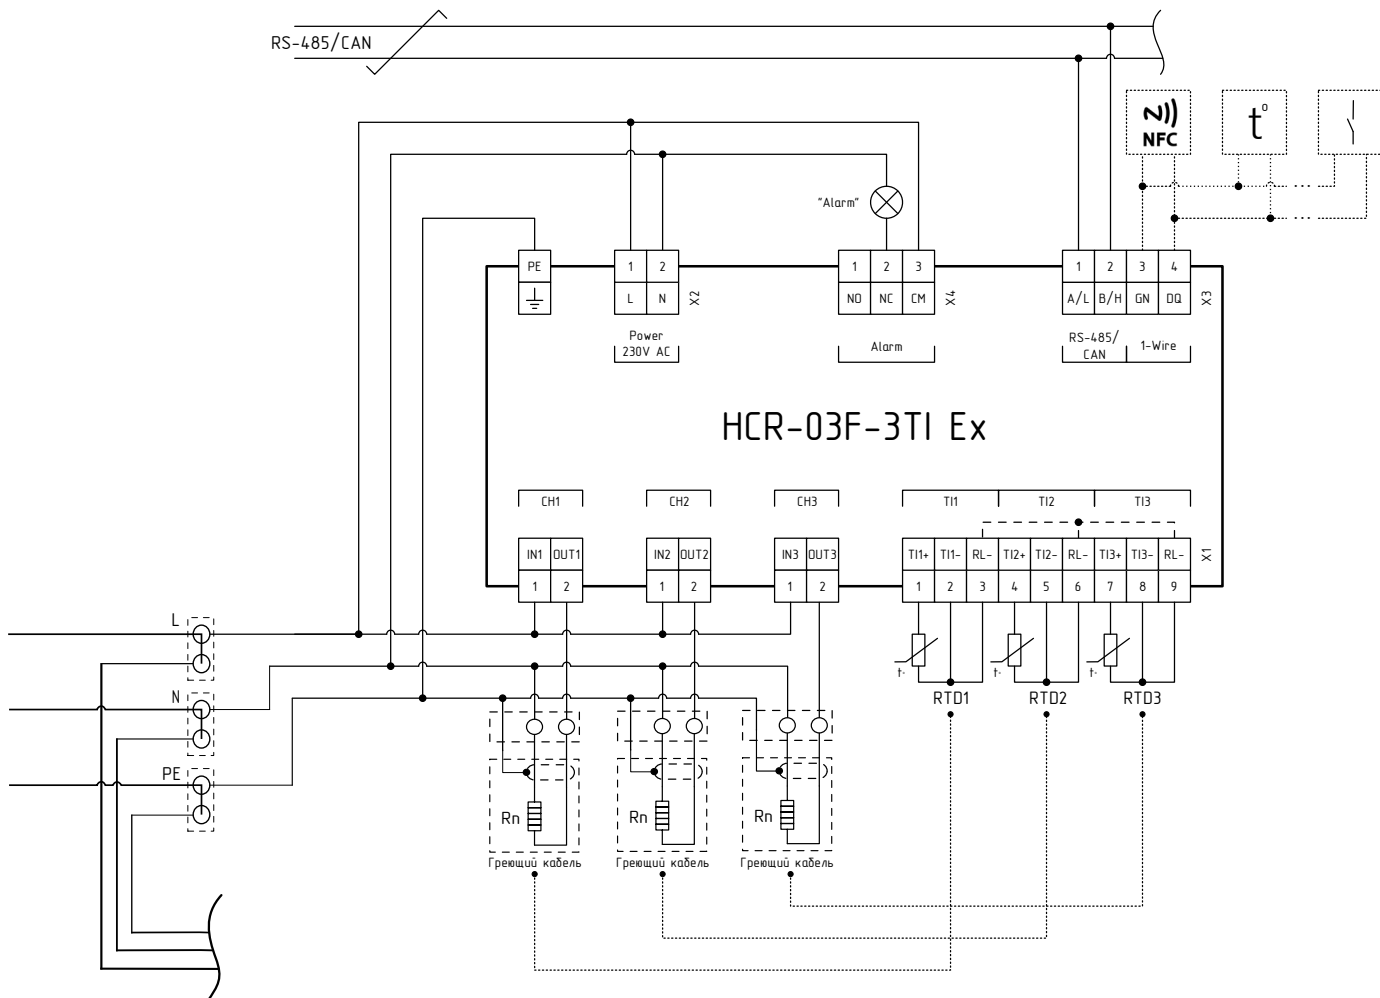 RS-485/CAN
NFC
t°
"Alarm"
PE
1 2
1 2 3
1 2 3 4
L N
X2
NO NC CM
X4
A/L B/H GN DQ
X3
Power
230V AC
Alarm
RS-485/
CAN
1-Wire
HCR-03F-3TI Ex
CH1
CH2
CH3
TI1
TI2
TI3
IN1 OUT1
IN2 OUT2
IN3 OUT3
TI1+ TI1- RL- TI2+ TI2- RL- TI3+ TI3- RL-
X1
1 2
1 2
1 2
1 2 3 4 5 6 7 8 9
L
t-
t-
t-
N
RTD1
RTD2
RTD3
PE
Rn
Rn
Rn
Греющий кабель
Греющий кабель
Греющий кабель